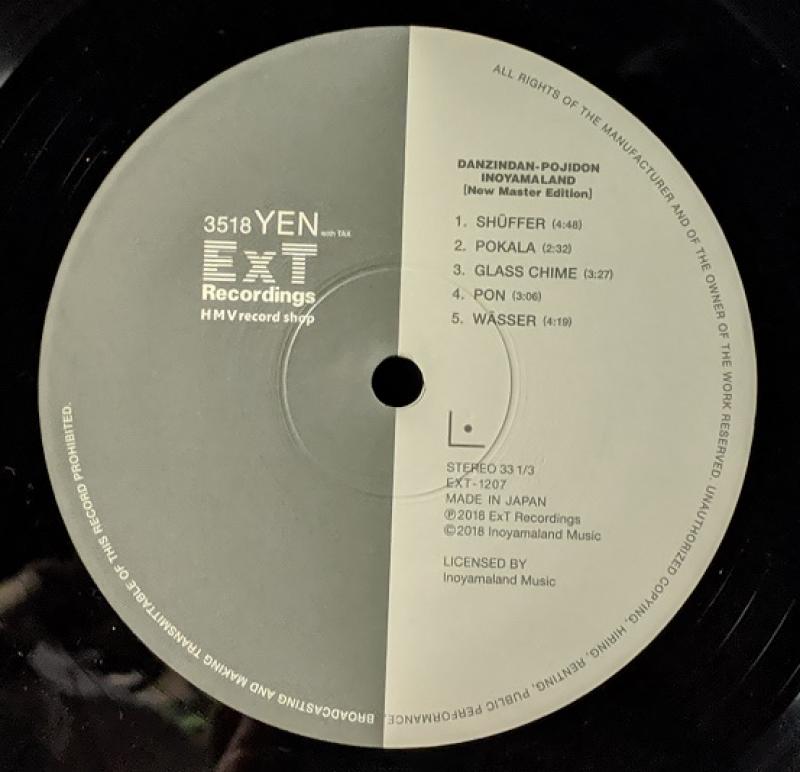 3518 YEN with TAX
ExT
Recordings
HMV record shop
DANZINDAN-POJIDON
INOYAMALAND
[New Master Edition]
1. SHŪFFER (4:48)
2. POKALA (2:32)
3. GLASS CHIME (3:27)
4. PON (3:06)
5. WÄSSER (4:19)
STEREO 33 1/3
EXT-1207
MADE IN JAPAN
℗2018 ExT Recordings
©2018 Inoyamaland Music
LICENSED BY
Inoyamaland Music
ALL RIGHTS OF THE MANUFACTURER AND OF THE OWNER OF THE WORK RESERVED. UNAUTHORIZED COPYING, HIRING, RENTING, PUBLIC PERFORMANCE, BROADCASTING AND MAKING TRANSMITTABLE OF THIS RECORD PROHIBITED.